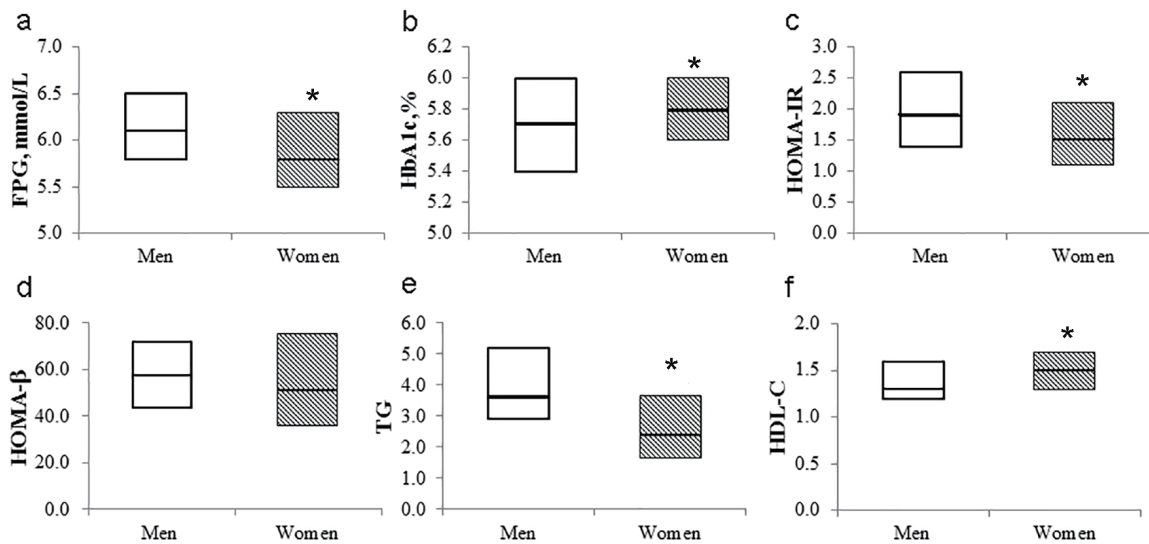 a
FPG, mmol/L
7.0
6.5
6.0
5.5
5.0
*
Men
Women
b
HbA1c,%
6.2
6.0
5.8
5.6
5.4
5.2
5.0
*
Men
Women
c
HOMA-IR
3.0
2.5
2.0
1.5
1.0
0.5
0.0
*
Men
Women
d
HOMA-β
80.0
60.0
40.0
20.0
0.0
Men
Women
e
TG
6.0
5.0
4.0
3.0
2.0
1.0
0.0
*
Men
Women
f
HDL-C
2.0
1.5
1.0
0.5
0.0
*
Men
Women